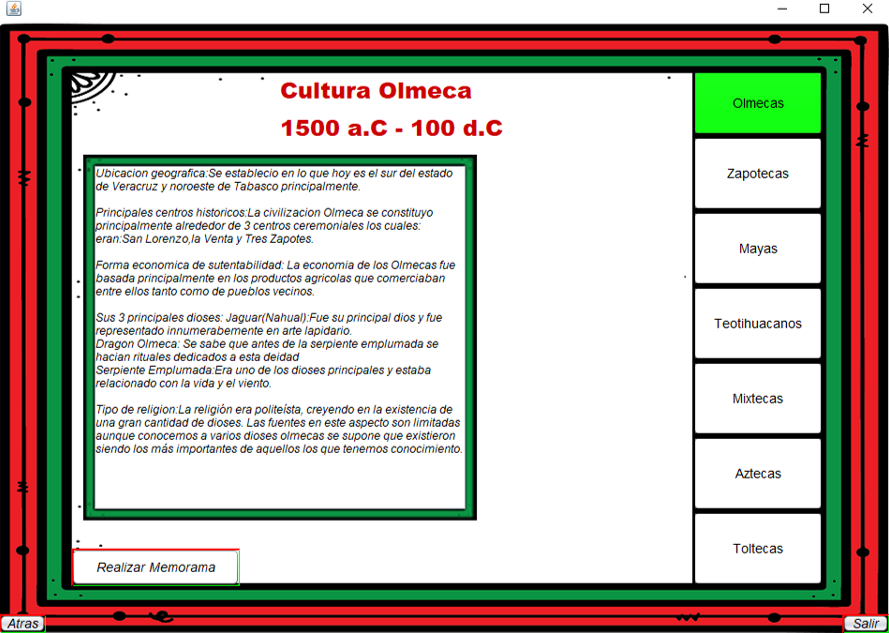 Cultura Olmeca
1500 a.C - 100 d.C
Ubicacion geografica:Se establecio en lo que hoy es el sur del estado
de Veracruz y noroeste de Tabasco principalmente.
Principales centros historicos:La civilizacion Olmeca se constituyo
principalmente alrededor de 3 centros ceremoniales los cuales:
eran:San Lorenzo,la Venta y Tres Zapotes.
Forma economica de sutentabilidad: La economia de los Olmecas fue
basada principalmente en los productos agricolas que comerciaban
entre ellos tanto como de pueblos vecinos.
Sus 3 principales dioses: Jaguar(Nahual):Fue su principal dios y fue
representado innumerabemente en arte lapidario.
Dragon Olmeca: Se sabe que antes de la serpiente emplumada se
hacian rituales dedicados a esta deidad
Serpiente Emplumada:Era uno de los dioses principales y estaba
relacionado con la vida y el viento.
Tipo de religion:La religión era politeísta, creyendo en la existencia de
una gran cantidad de dioses. Las fuentes en este aspecto son limitadas
aunque conocemos a varios dioses olmecas se supone que existieron
siendo los más importantes de aquellos los que tenemos conocimiento.
Realizar Memorama
Olmecas
Zapotecas
Mayas
Teotihuacanos
Mixtecas
Aztecas
Toltecas
Atras
Salir